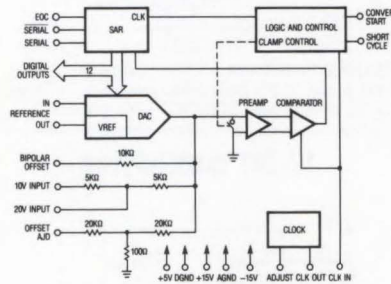 EOC
SERIAL
SERIAL
SAR
CLK
LOGIC AND CONTROL
CLAMP CONTROL
CONVER
START
SHORT
CYCLE
DIGITAL
OUTPUTS
12
IN
REFERENCE
OUT
VREF
DAC
PREAMP
COMPARATOR
BIPOLAR
OFFSET
10KΩ
10V INPUT
5KΩ
5KΩ
20V INPUT
OFFSET
AJD
20KΩ
20KΩ
100Ω
CLOCK
+5V DGND +15V AGND -15V
ADJUST CLK OUT CLK IN